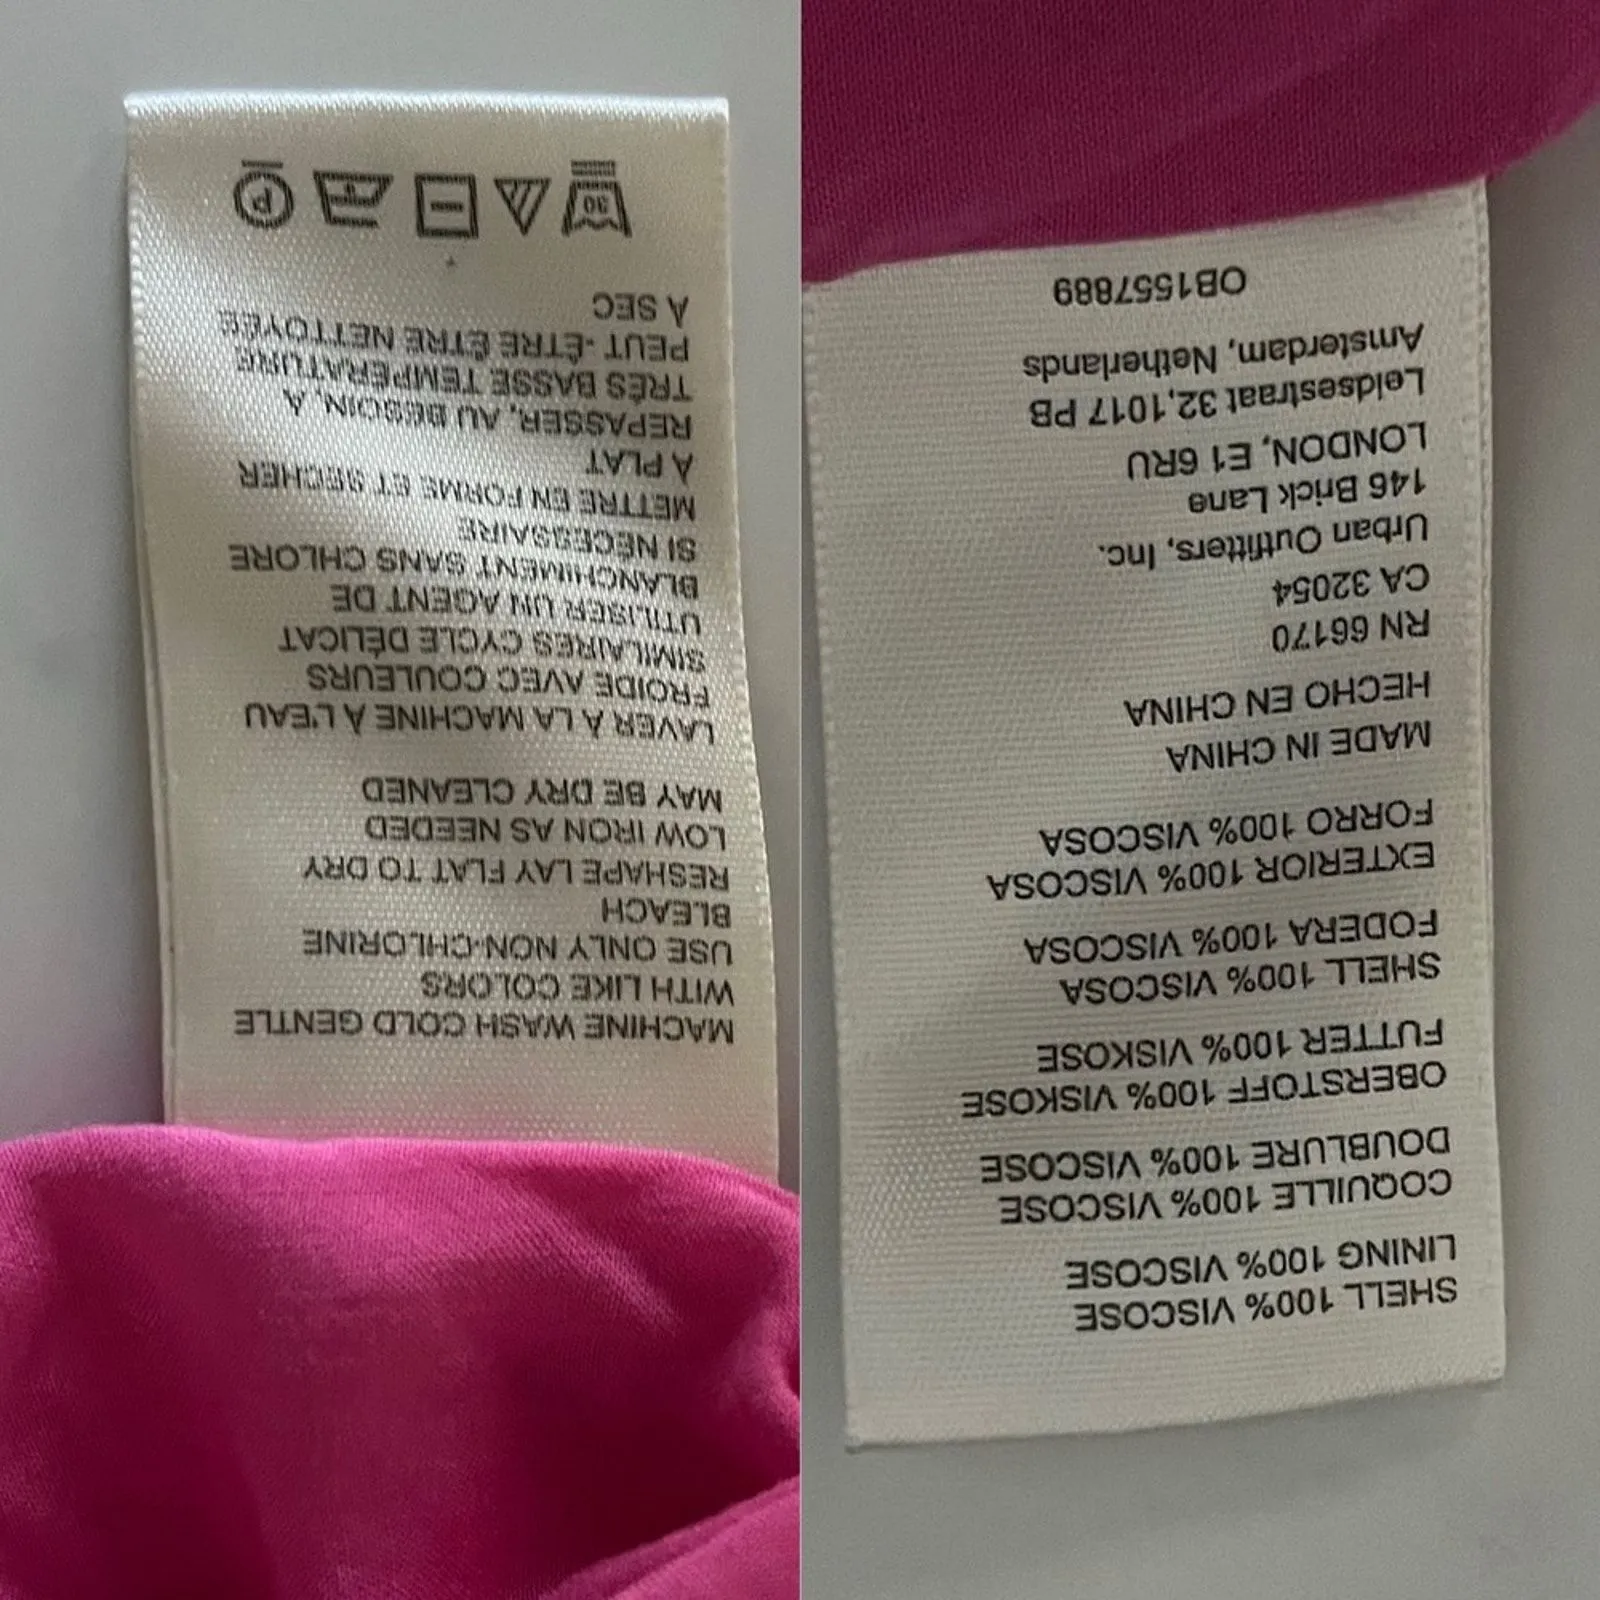 MACHINE WASH COLD GENTLE
WITH LIKE COLORS
USE ONLY NON-CHLORINE
BLEACH
RESHAPE LAY FLAT TO DRY
LOW IRON AS NEEDED
MAY BE DRY CLEANED
LAVER À LA MACHINE À L'EAU
FROIDE AVEC COULEURS
SIMILAIRES CYCLE DÉLICAT
UTILISER UN AGENT DE
BLANCHIMENT SANS CHLORE
SI NECESSAIRE
METTRE EN FORME ET SECHER
À PLAT
REPASSER, AU BESOIN, À
TRÉS BASSE TEMPERATURE
PEUT-ÊTRE ÊTRE NETTOYÉE
À SEC
30 P
SHELL 100% VISCOSE
LINING 100% VISCOSE
COQUILLE 100% VISCOSE
DOUBLURE 100% VISCOSE
OBERSTOFF 100% VISKOSE
FUTTER 100% VISKOSE
SHELL 100% VISCOSA
FODERA 100% VISCOSA
EXTERIOR 100% VISCOSA
FORRO 100% VISCOSA
MADE IN CHINA
HECHO EN CHINA
RN 66170
CA 32054
Urban Outfitters, Inc.
146 Brick Lane
LONDON, E1 6RU
Leidsestraat 32,1017 PB
Amsterdam, Netherlands
OB1557889